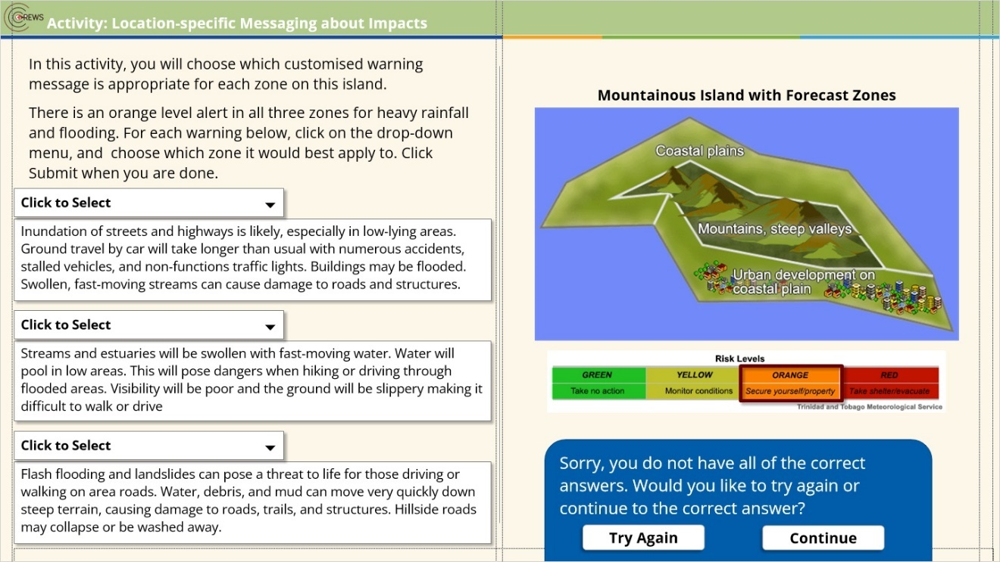 CREWS
Activity: Location-specific Messaging about Impacts
In this activity, you will choose which customised warning
message is appropriate for each zone on this island.
There is an orange level alert in all three zones for heavy rainfall
and flooding. For each warning below, click on the drop-down
menu, and  choose which zone it would best apply to. Click
Submit when you are done.
Click to Select
Inundation of streets and highways is likely, especially in low-lying areas.
Ground travel by car will take longer than usual with numerous accidents,
stalled vehicles, and non-functions traffic lights. Buildings may be flooded.
Swollen, fast-moving streams can cause damage to roads and structures.
Click to Select
Streams and estuaries will be swollen with fast-moving water. Water will
pool in low areas. This will pose dangers when hiking or driving through
flooded areas. Visibility will be poor and the ground will be slippery making it
difficult to walk or drive
Click to Select
Flash flooding and landslides can pose a threat to life for those driving or
walking on area roads. Water, debris, and mud can move very quickly down
steep terrain, causing damage to roads, trails, and structures. Hillside roads
may collapse or be washed away.
Mountainous Island with Forecast Zones
Coastal plains
Mountains, steep valleys
Urban development on
coastal plain
Risk Levels
GREEN YELLOW ORANGE RED
Take no action Monitor conditions Secure yourself/property Take shelter/evacuate
Trinidad and Tobago Meteorological Service
Sorry, you do not have all of the correct
answers. Would you like to try again or
continue to the correct answer?
Try Again Continue